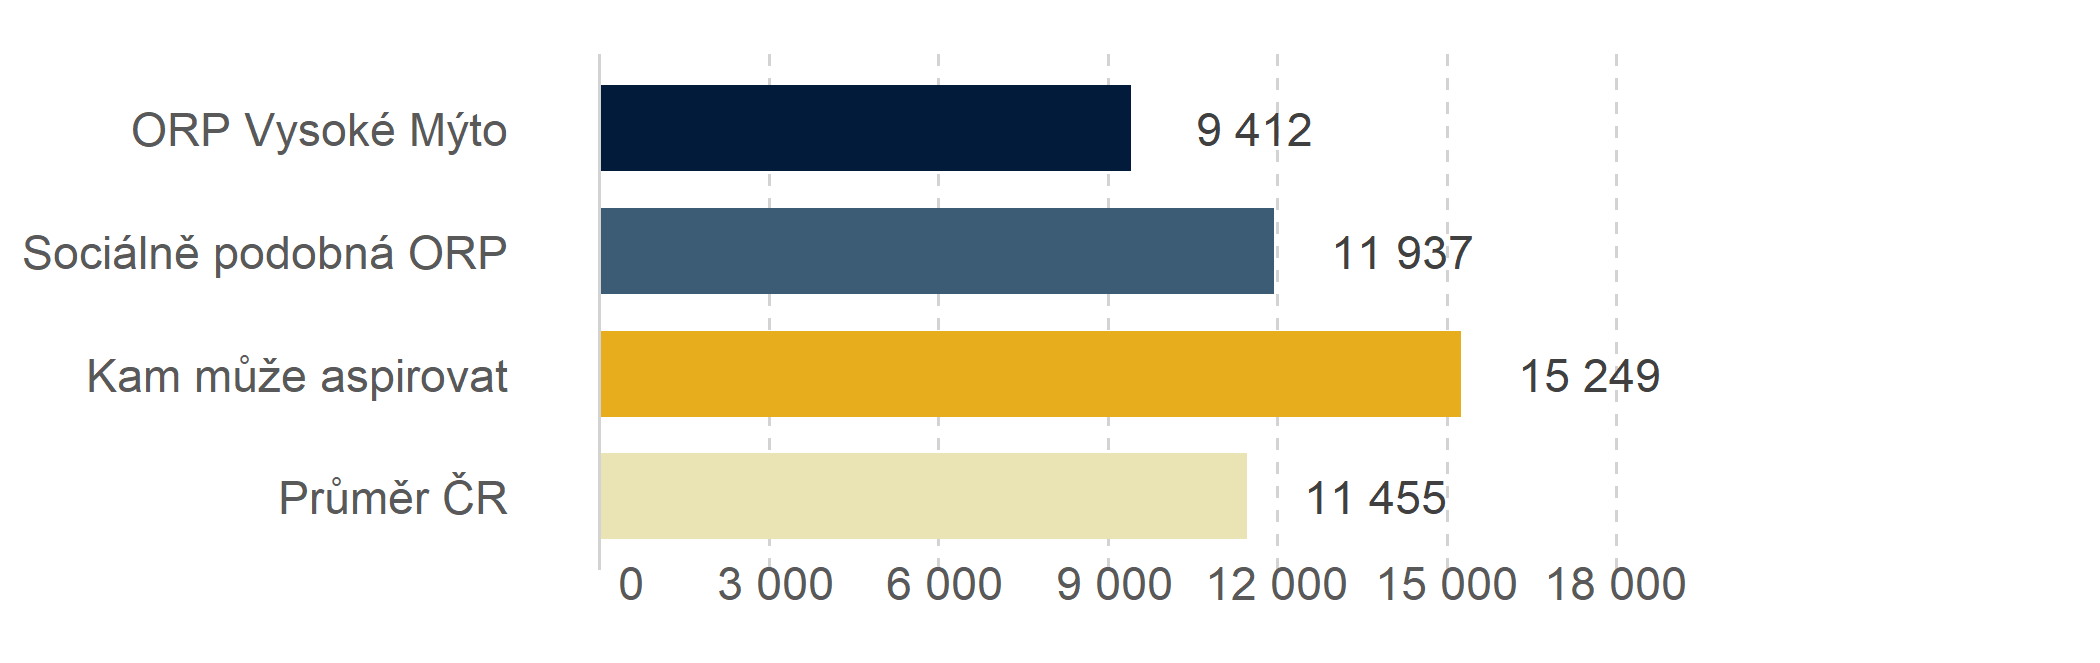 ORP Vysoké Mýto 9 412
Sociálně podobná ORP 11 937
Kam může aspirovat 15 249
Průměr ČR 11 455
0 3 000 6 000 9 000 12 000 15 000 18 000